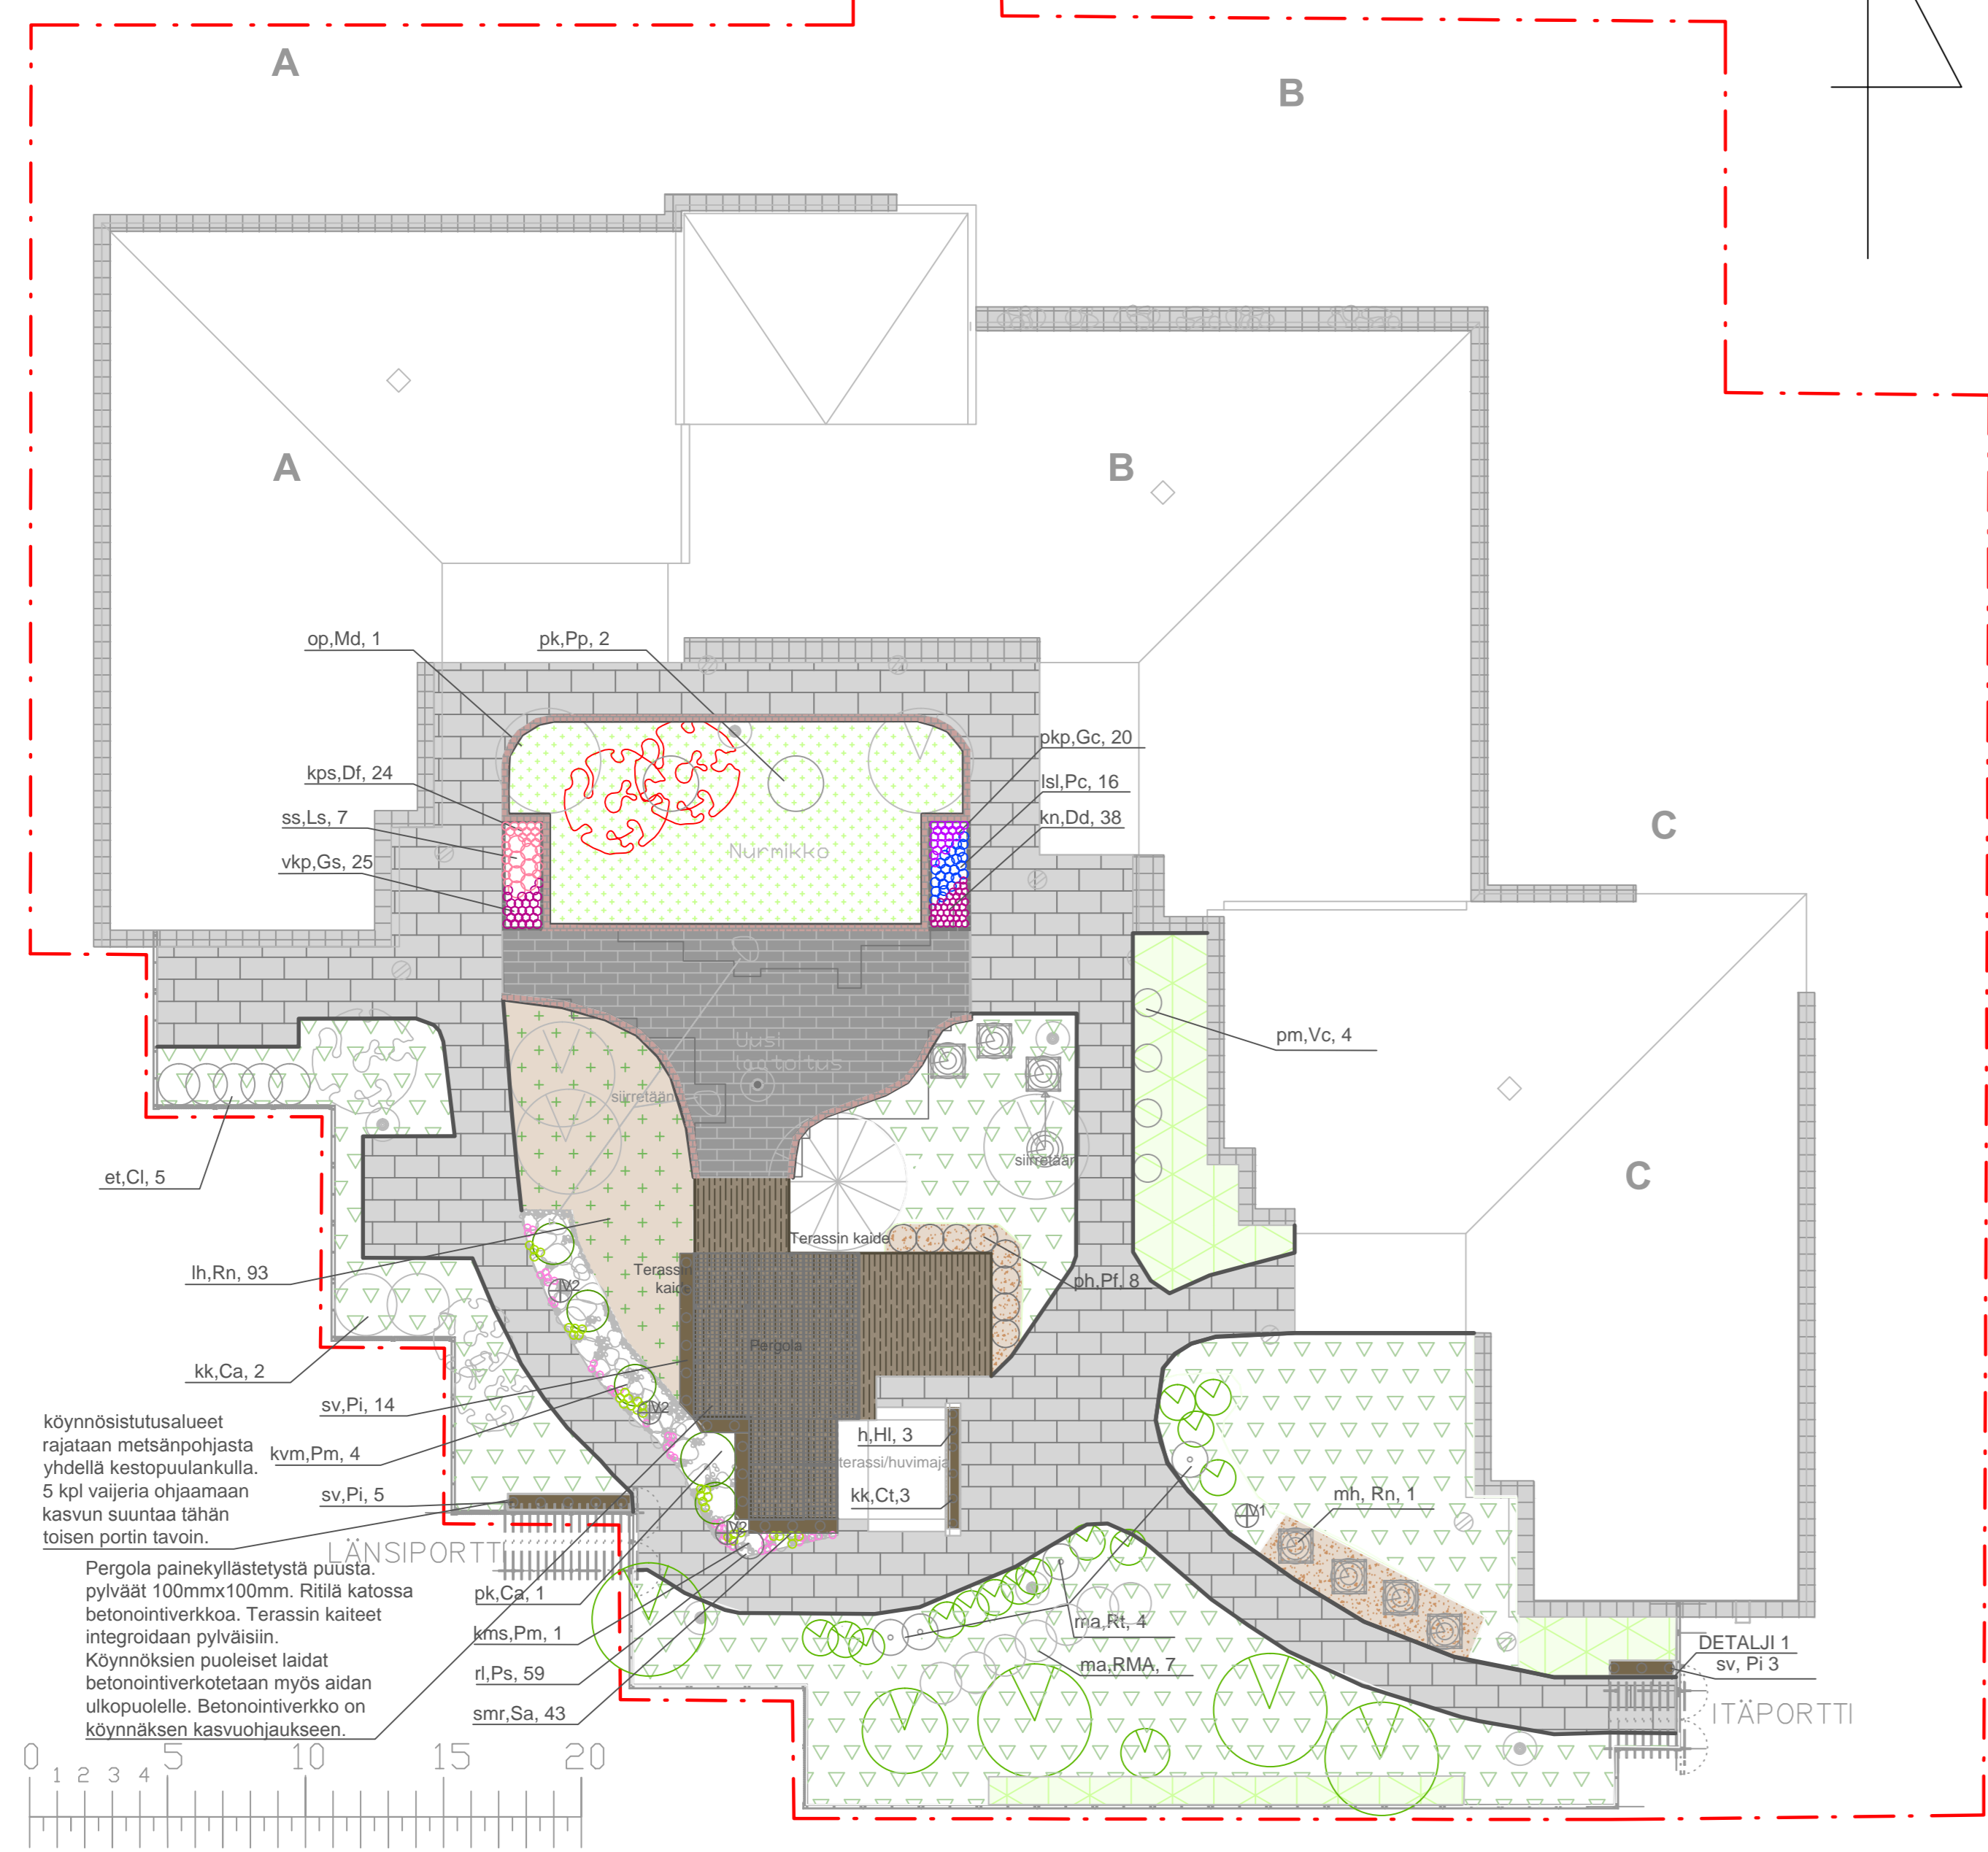 A
B
A
B
op,Md, 1
pk,Pp, 2
pkp,Gc, 20
kps,Df, 24
lsl,Pc, 16
ss,Ls, 7
kn,Dd, 38
vkp,Gs, 25
Nurmikko
C
Uusi
laatoitus
pm,Vc, 4
siirretään
et,Cl, 5
siirretään
C
Terassin kaide
lh,Rn, 93
Terassin
kaide
ph,Pf, 8
V2
Pergola
kk,Ca, 2
sv,Pi, 14
V2
köynnösistutusalueet
rajataan metsänpohjasta
yhdellä kestopuulankulla.
5 kpl vaijeria ohjaamaan
kasvun suuntaa tähän
toisen portin tavoin.
kvm,Pm, 4
h,Hl, 3
terassi/huvimaja
kk,Ct,3
sv,Pi, 5
mh, Rn, 1
V1
V2
LÄNSIPORTTI
Pergola painekyllästetystä puusta.
pylväät 100mmx100mm. Ritilä katossa
betonointiverkkoa. Terassin kaiteet
integroidaan pylväisiin.
Köynnöksien puoleiset laidat
betonointiverkotetaan myös aidan
ulkopuolelle. Betonointiverkko on
köynnäksen kasvuohjaukseen.
pk,Ca, 1
kms,Pm, 1
rl,Ps, 59
smr,Sa, 43
ma,Rt, 4
ma,RMA, 7
DETALJI 1
sv, Pi 3
ITÄPORTTI
0 5 10 15 20
1 2 3 4